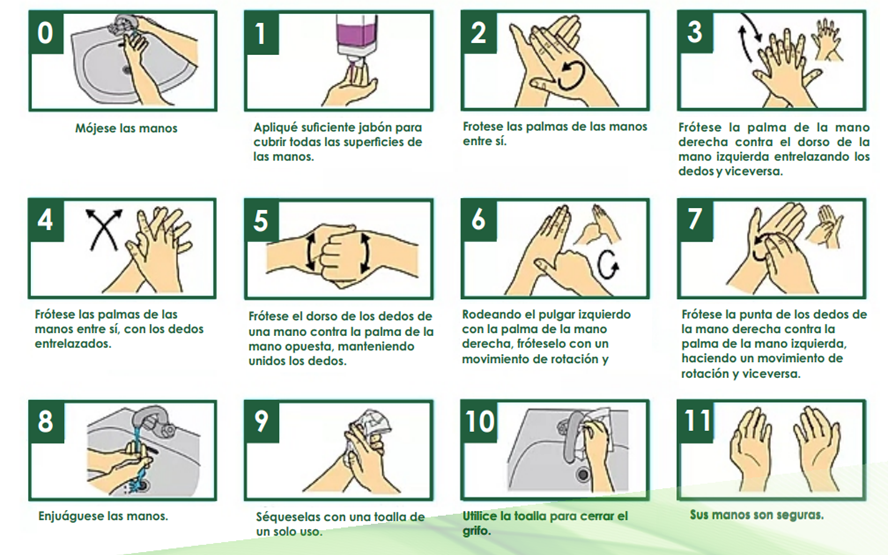 0
Mójese las manos
1
Apliqué suficiente jabón para
cubrir todas las superficies de
las manos.
2
Frotese las palmas de las manos
entre sí.
3
Frótese la palma de la mano
derecha contra el dorso de la
mano izquierda entrelazando los
dedos y viceversa.
4
Frótese las palmas de las
manos entre sí, con los dedos
entrelazados.
5
Frótese el dorso de los dedos de
una mano contra la palma de la
mano opuesta, manteniendo
unidos los dedos.
6
Rodeando el pulgar izquierdo
con la palma de la mano
derecha, fróteselo con un
movimiento de rotación y
7
Frótese la punta de los dedos de
la mano derecha contra la
palma de la mano izquierda,
haciendo un movimiento de
rotación y viceversa.
8
Enjuáguese las manos.
9
Séqueselas con una toalla de
un solo uso.
10
Utilice la toalla para cerrar el
grifo.
11
Sus manos son seguras.